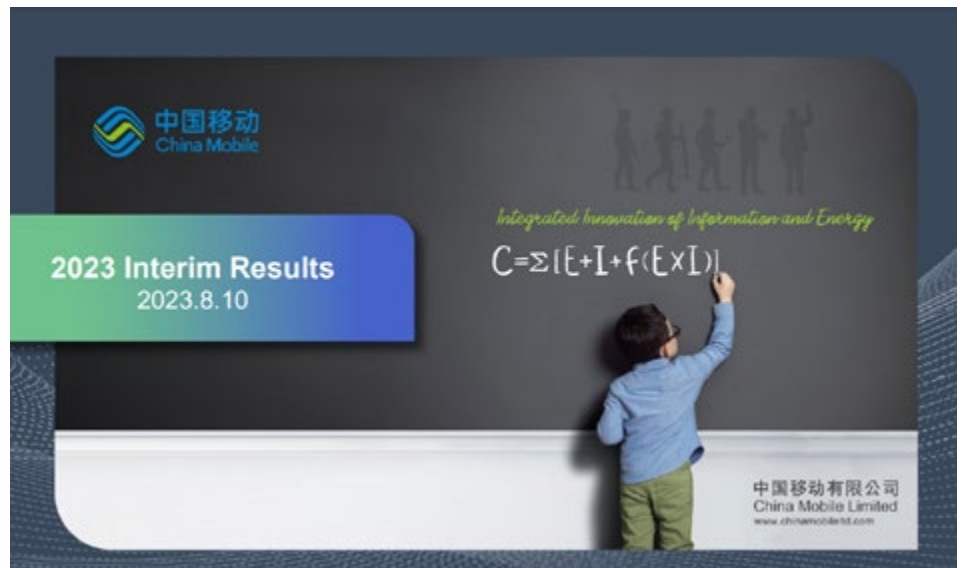 中国移动
China Mobile
Integrated Innovation of Information and Energy
C=Σ[E+I+f(E×I)]
2023 Interim Results
2023.8.10
中国移动有限公司
China Mobile Limited
www.chinamobileltd.com